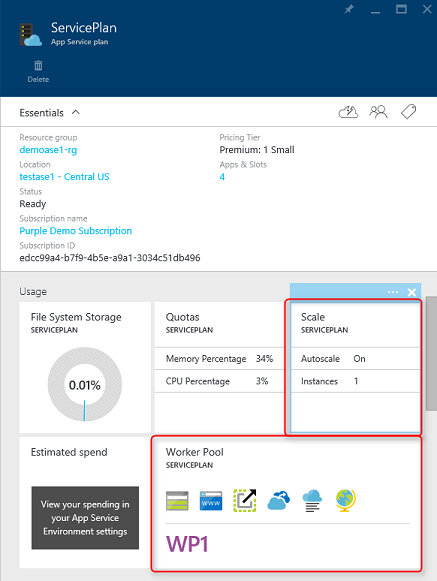 ServicePlan
App Service plan
Delete
Essentials
Resource group
demoase1-rg
Pricing Tier
Premium: 1 Small
Location
testase1 - Central US
Apps & Slots
4
Status
Ready
Subscription name
Purple Demo Subscription
Subscription ID
edcc99a4-b7f9-4b5e-a9a1-3034c51db496
Usage
File System Storage
SERVICEPLAN
0.01%
Quotas
SERVICEPLAN
Memory Percentage 34%
CPU Percentage 3%
Scale
SERVICEPLAN
Autoscale On
Instances 1
Estimated spend
View your spending in
your App Service
Environment settings
Worker Pool
SERVICEPLAN
WWW
WP1